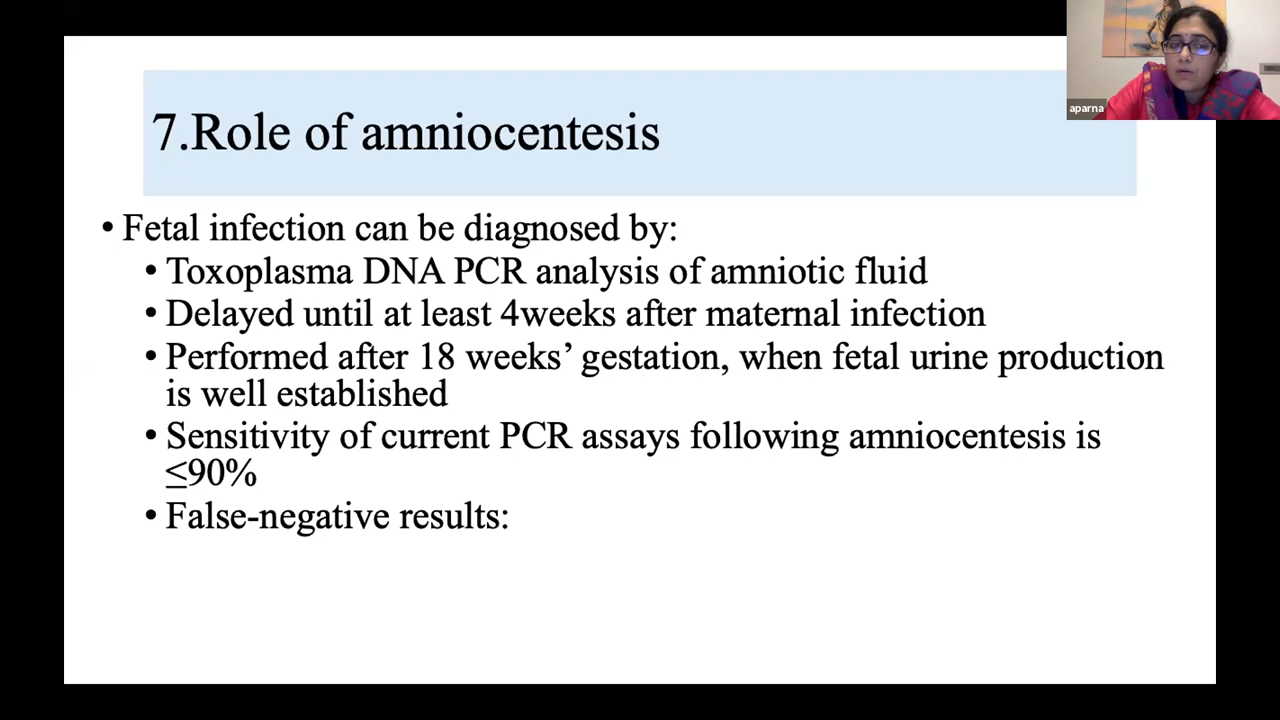 aparna
7.Role of amniocentesis
• Fetal infection can be diagnosed by:
• Toxoplasma DNA PCR analysis of amniotic fluid
• Delayed until at least 4weeks after maternal infection
• Performed after 18 weeks’ gestation, when fetal urine production
is well established
• Sensitivity of current PCR assays following amniocentesis is
≤90%
• False-negative results: